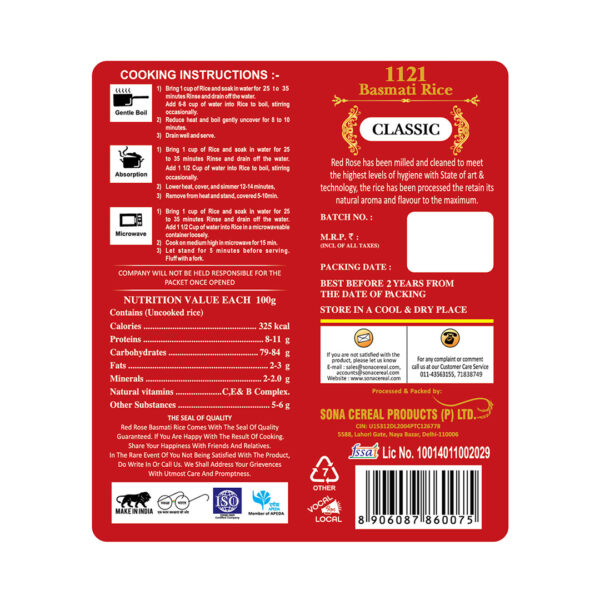 COOKING INSTRUCTIONS :-
Gentle Boil
1) Bring 1 cup of Rice and soak in water for 25 to 35
minutes Rinse and drain off the water.
Add 6-8 cup of water into Rice to boil, stirring
occasionally.
2) Reduce heat and boil gently uncover for 8 to 10
minutes.
3) Drain well and serve.
Absorption
1) Bring 1 cup of Rice and soak in water for 25
to 35 minutes Rinse and drain off the water.
Add 1 1/2 Cup of water into Rice to boil, stirring
occasionally.
2) Lower heat, cover, and simmer 12-14 minutes,
3) Remove from heat and stand, covered 5-10min.
Microwave
1) Bring 1 cup of Rice and soak in water for 25
to 35 minutes Rinse and drain off the water.
Add 1 1/2 Cup of water into Rice in a microwaveable
container loosely.
2) Cook on medium high in microwave for 15 min.
3) Let stand for 5 minutes before serving.
Fluff with a fork.
COMPANY WILL NOT BE HELD RESPONSIBLE FOR THE
PACKET ONCE OPENED
NUTRITION VALUE EACH 100g
Contains (Uncooked rice)
Calories 325 kcal
Proteins 8-11 g
Carbohydrates 79-84 g
Fats 2-3 g
Minerals 2-2.0 g
Natural vitamins C,E& B Complex.
Other Substances 5-6 g
THE SEAL OF QUALITY
Red Rose Basmati Rice Comes With The Seal Of Quality
Guaranteed. If You Are Happy With The Result Of Cooking.
Share Your Happiness With Friends And Relatives.
In The Rare Event Of You Not Being Satisfied With The Product,
Do Write In Or Call Us. We Shall Address Your Grievences
With Utmost Care And Promptness.
MAKE IN INDIA
ISO
Member of APEDA
1121
Basmati Rice
CLASSIC
Red Rose has been milled and cleaned to meet
the highest levels of hygiene with State of art &
technology, the rice has been processed the retain its
natural aroma and flavour to the maximum.
BATCH NO. :
M.R.P. ₹ :
(INCL OF ALL TAXES)
PACKING DATE :
BEST BEFORE 2 YEARS FROM
THE DATE OF PACKING
STORE IN A COOL & DRY PLACE
If you are not satisfied with the
product, please let us know
E-mail : sales@sonacereal.com,
accounts@sonacereal.com
Website : www.sonacereal.com
For any complaint or comment
call us at our Customer Care Service
011-43563155, 71838749
Processed & Packed by:
SONA CEREAL PRODUCTS (P) LTD.
CIN: U15312DL2004PTC126778
5588, Lahori Gate, Naya Bazar, Delhi-110006
fssai Lic No. 10014011002029
7
OTHER
VOCAL
LOCAL
8 906087 860075